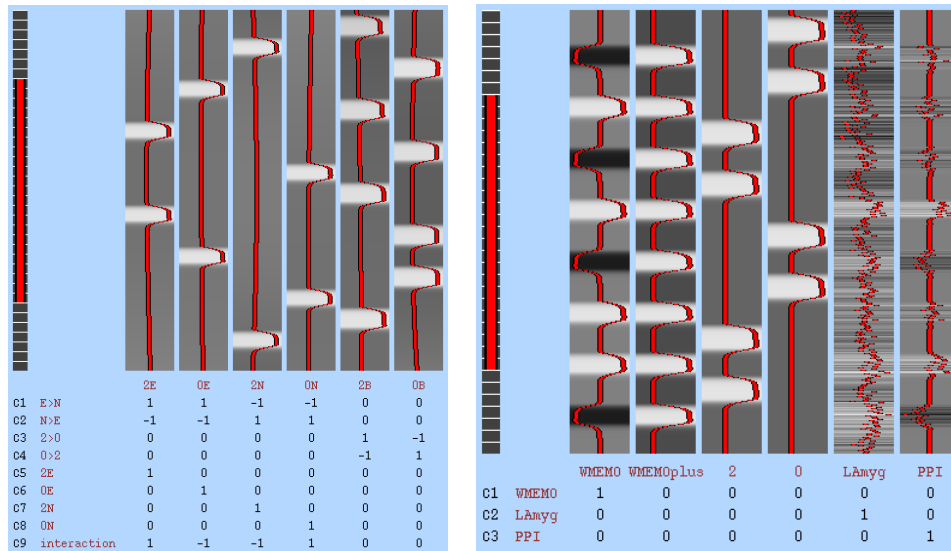 2E 0E 2N 0N 2B 0B
C1 E>N 1 1 -1 -1 0 0
C2 N>E -1 -1 1 1 0 0
C3 2>0 0 0 0 0 1 -1
C4 0>2 0 0 0 0 -1 1
C5 2E 1 0 0 0 0 0
C6 0E 0 1 0 0 0 0
C7 2N 0 0 1 0 0 0
C8 0N 0 0 0 1 0 0
C9 interaction 1 -1 -1 1 0 0
WMEMO WMEMOplus 2 0 LAmyg PPI
C1 WMEMO 1 0 0 0 0 0
C2 LAmyg 0 0 0 0 1 0
C3 PPI 0 0 0 0 0 1